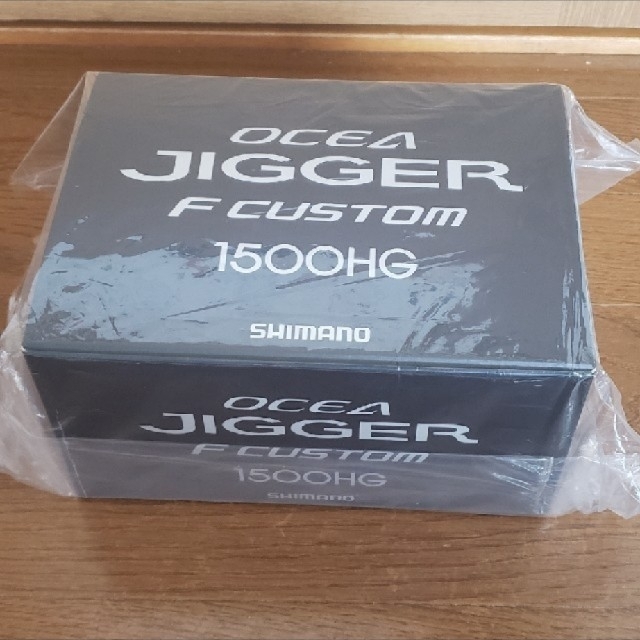 OCEA
JIGGER
F CUSTOM
1500HG
SHIMANO
OCEA
JIGGER
F CUSTOM
1500HG
SHIMANO